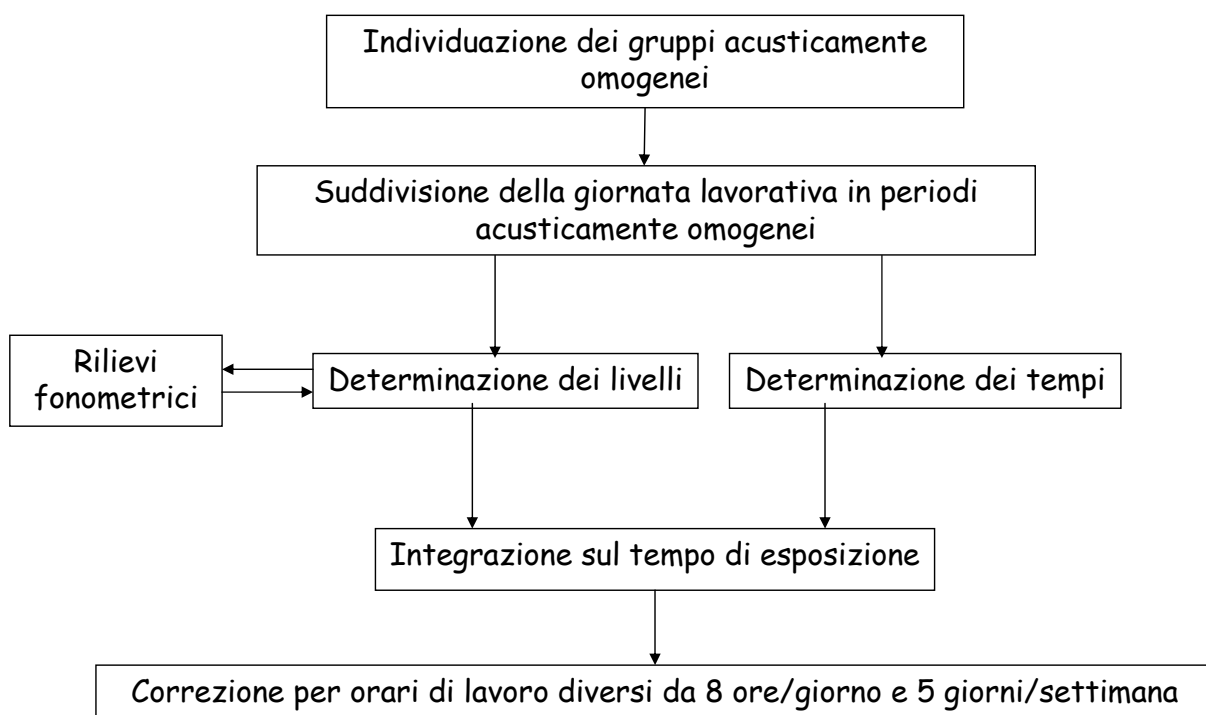 Individuazione dei gruppi acusticamente
omogenei
Suddivisione della giornata lavorativa in periodi
acusticamente omogenei
Rilievi
fonometrici
Determinazione dei livelli
Determinazione dei tempi
Integrazione sul tempo di esposizione
Correzione per orari di lavoro diversi da 8 ore/giorno e 5 giorni/settimana